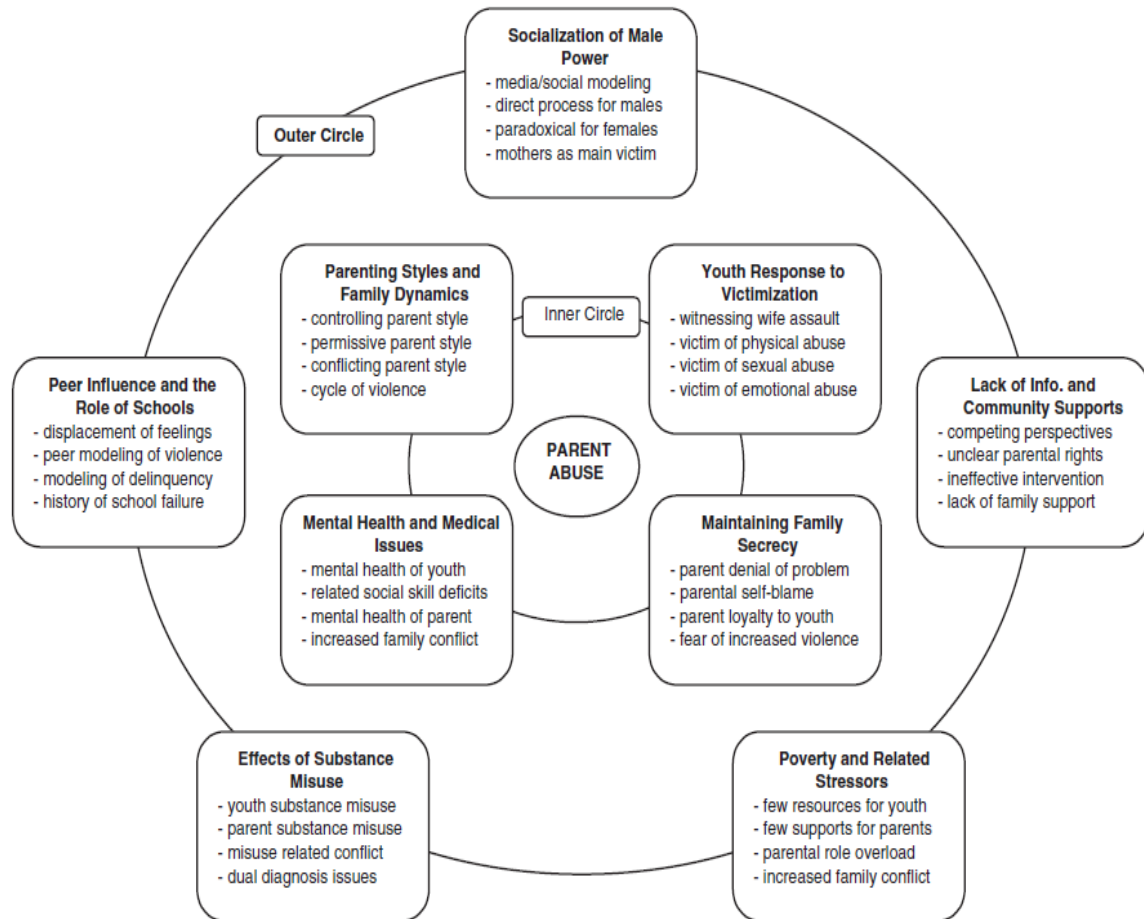 Socialization of Male
Power
- media/social modeling
- direct process for males
- paradoxical for females
- mothers as main victim
Outer Circle
Parenting Styles and
Family Dynamics
- controlling parent style
- permissive parent style
- conflicting parent style
- cycle of violence
Inner Circle
Youth Response to
Victimization
- witnessing wife assault
- victim of physical abuse
- victim of sexual abuse
- victim of emotional abuse
Peer Influence and the
Role of Schools
- displacement of feelings
- peer modeling of violence
- modeling of delinquency
- history of school failure
PARENT
ABUSE
Lack of Info. and
Community Supports
- competing perspectives
- unclear parental rights
- ineffective intervention
- lack of family support
Mental Health and Medical
Issues
- mental health of youth
- related social skill deficits
- mental health of parent
- increased family conflict
Maintaining Family
Secrecy
- parent denial of problem
- parental self-blame
- parent loyalty to youth
- fear of increased violence
Effects of Substance
Misuse
- youth substance misuse
- parent substance misuse
- misuse related conflict
- dual diagnosis issues
Poverty and Related
Stressors
- few resources for youth
- few supports for parents
- parental role overload
- increased family conflict